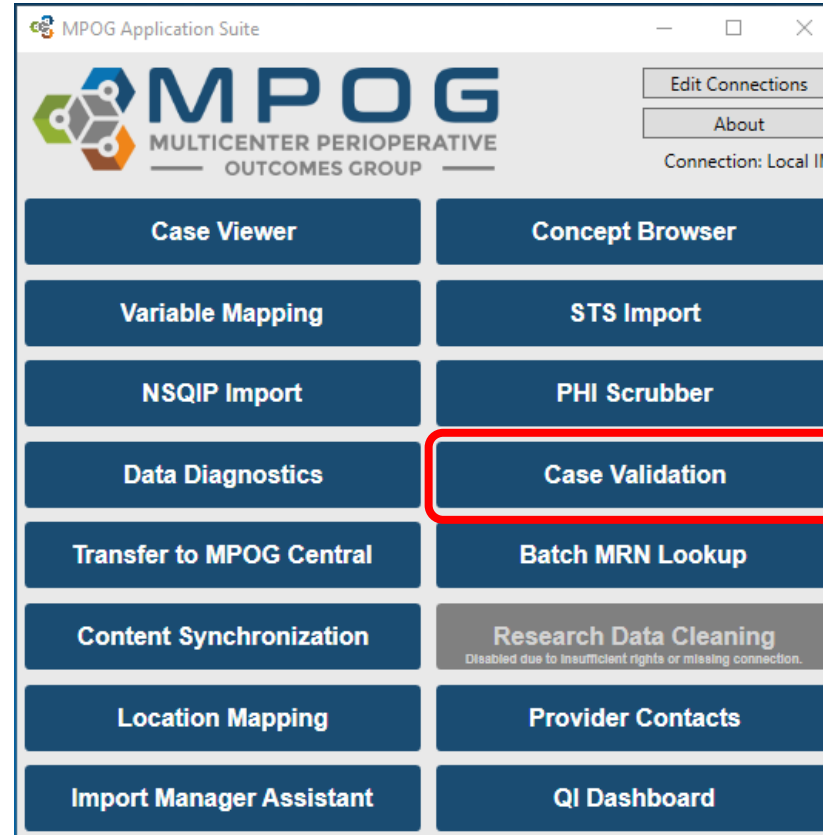 MPOG Application Suite
MPOG
MULTICENTER PERIOPERATIVE
OUTCOMES GROUP
Edit Connections
About
Connection: Local
Case Viewer
Concept Browser
Variable Mapping
STS Import
NSQIP Import
PHI Scrubber
Data Diagnostics
Case Validation
Transfer to MPOG Central
Batch MRN Lookup
Content Synchronization
Research Data Cleaning
Disabled due to insufficient rights or missing connection.
Location Mapping
Provider Contacts
Import Manager Assistant
QI Dashboard